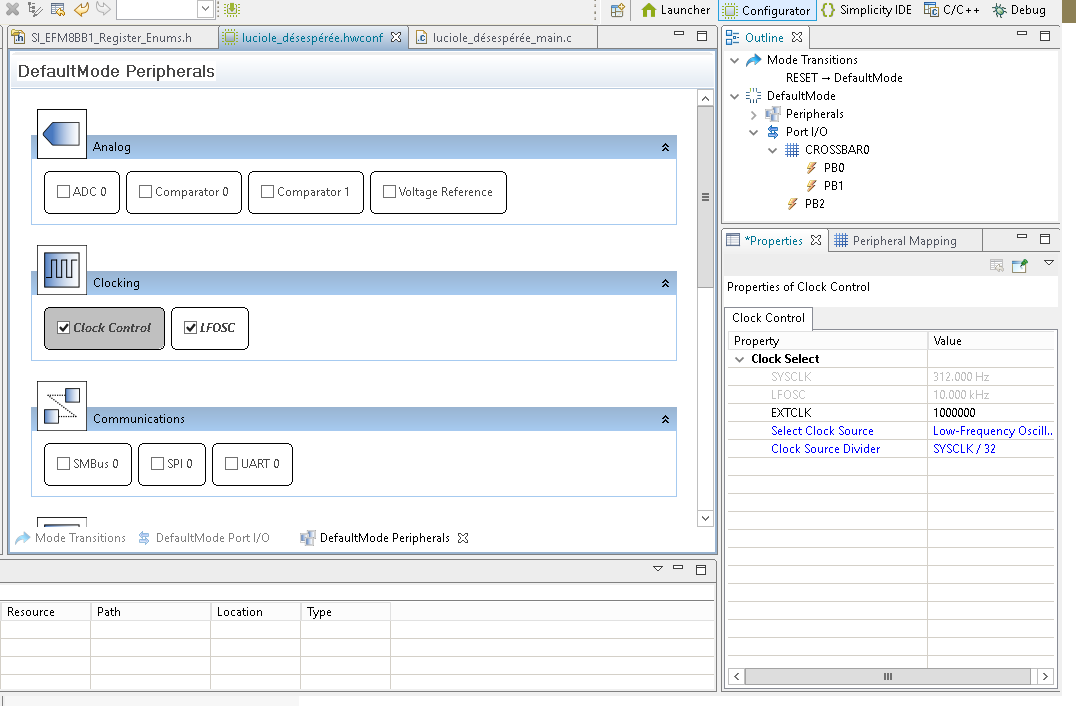 Launcher Configurator Simplicity IDE C/C++ Debug
SI_EFM8BB1_Register_Enums.h luciole_désespérée.hwconf luciole_désespérée_main.c
DefaultMode Peripherals
Analog
ADC 0 Comparator 0 Comparator 1 Voltage Reference
Clocking
Clock Control LFOSC
Communications
SMBus 0 SPI 0 UART 0
Mode Transitions DefaultMode Port I/O DefaultMode Peripherals
Resource Path Location Type
Outline
Mode Transitions
RESET → DefaultMode
DefaultMode
Peripherals
Port I/O
CROSSBAR0
PB0
PB1
PB2
*Properties Peripheral Mapping
Properties of Clock Control
Clock Control
Property Value
Clock Select
SYSCLK 312.000 Hz
LFOSC 10.000 kHz
EXTCLK 1000000
Select Clock Source Low-Frequency Oscill..
Clock Source Divider SYSCLK / 32